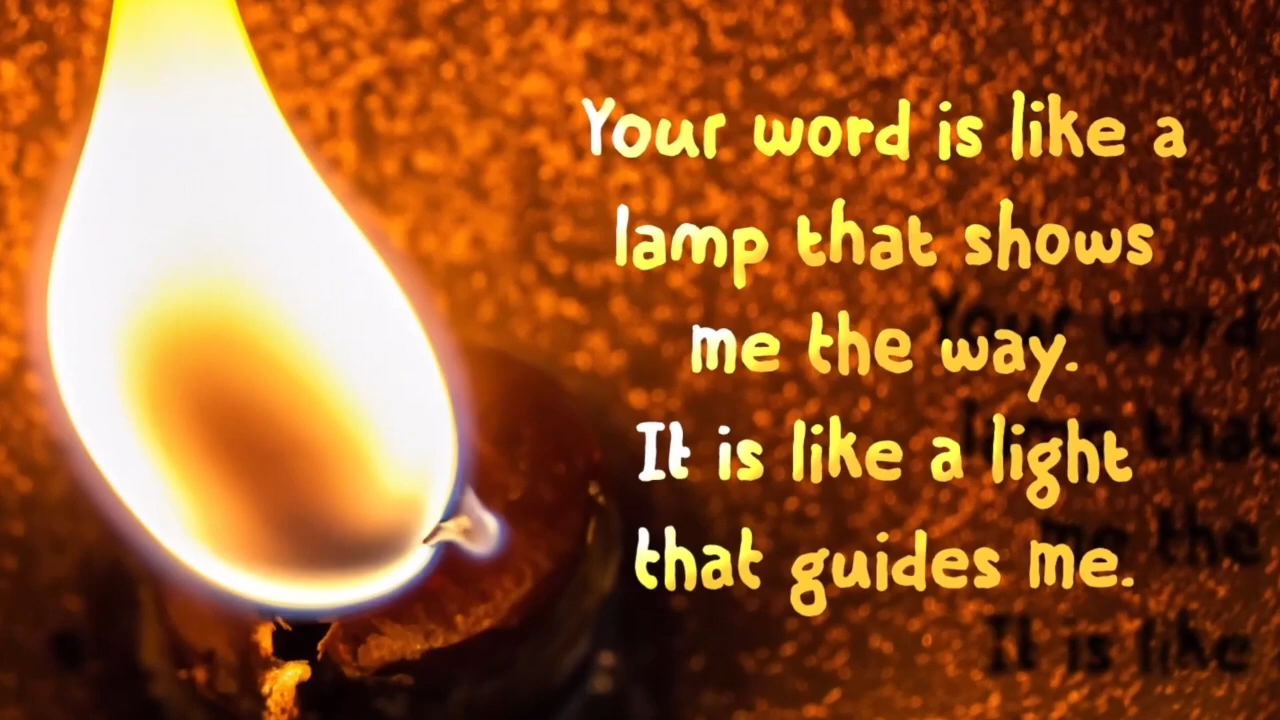 Your word is like a
lamp that shows
me the way.
It is like a light
that guides me.